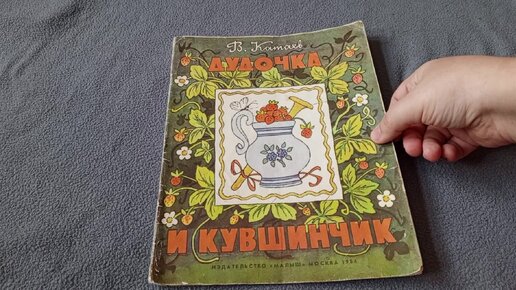 В. Катаев
ДУДОЧКА
И КУВШИНЧИК
ИЗДАТЕЛЬСТВО «МАЛЫШ» МОСКВА